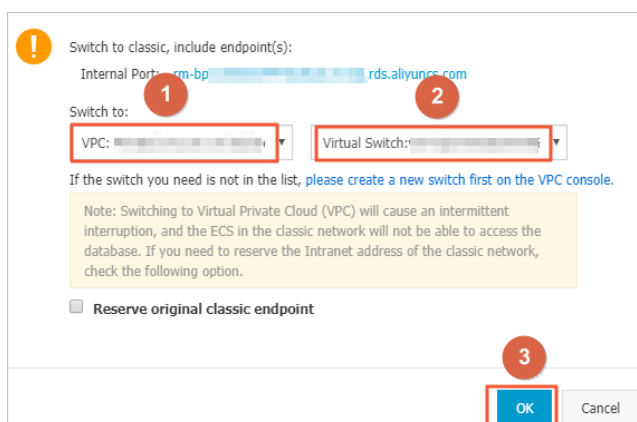 !
Switch to classic, include endpoint(s):
Internal Port: rm-bp rds.aliyuncs.com
1
2
Switch to:
VPC:
Virtual Switch:
If the switch you need is not in the list, please create a new switch first on the VPC console.
Note: Switching to Virtual Private Cloud (VPC) will cause an intermittent
interruption, and the ECS in the classic network will not be able to access the
database. If you need to reserve the Intranet address of the classic network,
check the following option.
Reserve original classic endpoint
3
OK
Cancel